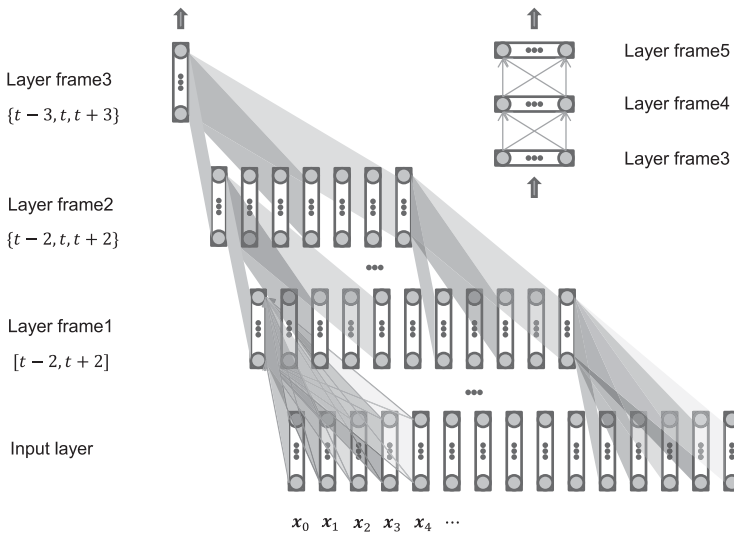 Layer frame3
{t − 3, t, t + 3}
Layer frame2
{t − 2, t, t + 2}
Layer frame1
[t − 2, t + 2]
Input layer
x₀ x₁ x₂ x₃ x₄ ⋯
Layer frame5
Layer frame4
Layer frame3